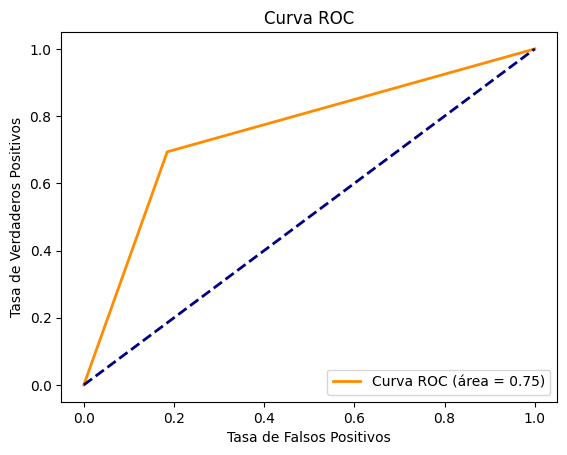 Curva ROC
1.0
0.8
0.6
0.4
0.2
0.0
Tasa de Verdaderos Positivos
Curva ROC (área = 0.75)
0.0 0.2 0.4 0.6 0.8 1.0
Tasa de Falsos Positivos